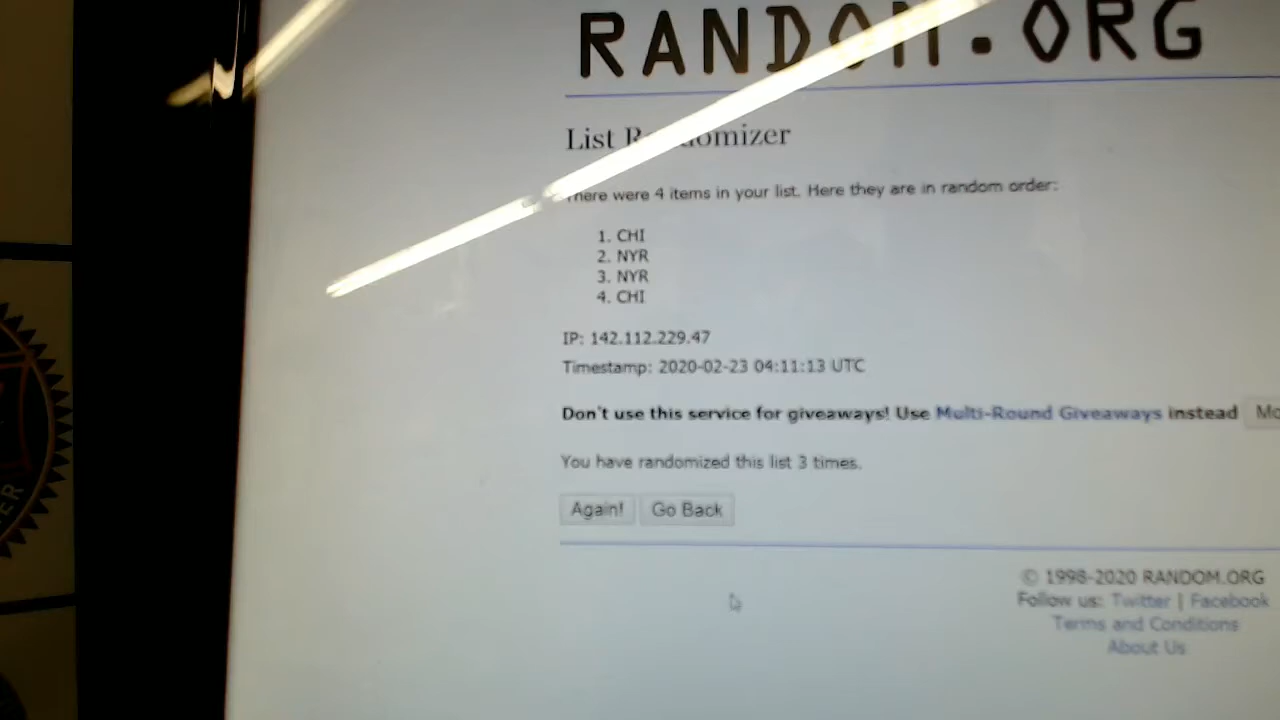 RANDOM.ORG
List Randomizer
There were 4 items in your list. Here they are in random order:
1. CHI
2. NYR
3. NYR
4. CHI
IP: 142.112.229.47
Timestamp: 2020-02-23 04:11:13 UTC
Don't use this service for giveaways! Use Multi-Round Giveaways instead
You have randomized this list 3 times.
Again! Go Back
© 1998-2020 RANDOM.ORG
Follow us: Twitter | Facebook
Terms and Conditions
About Us